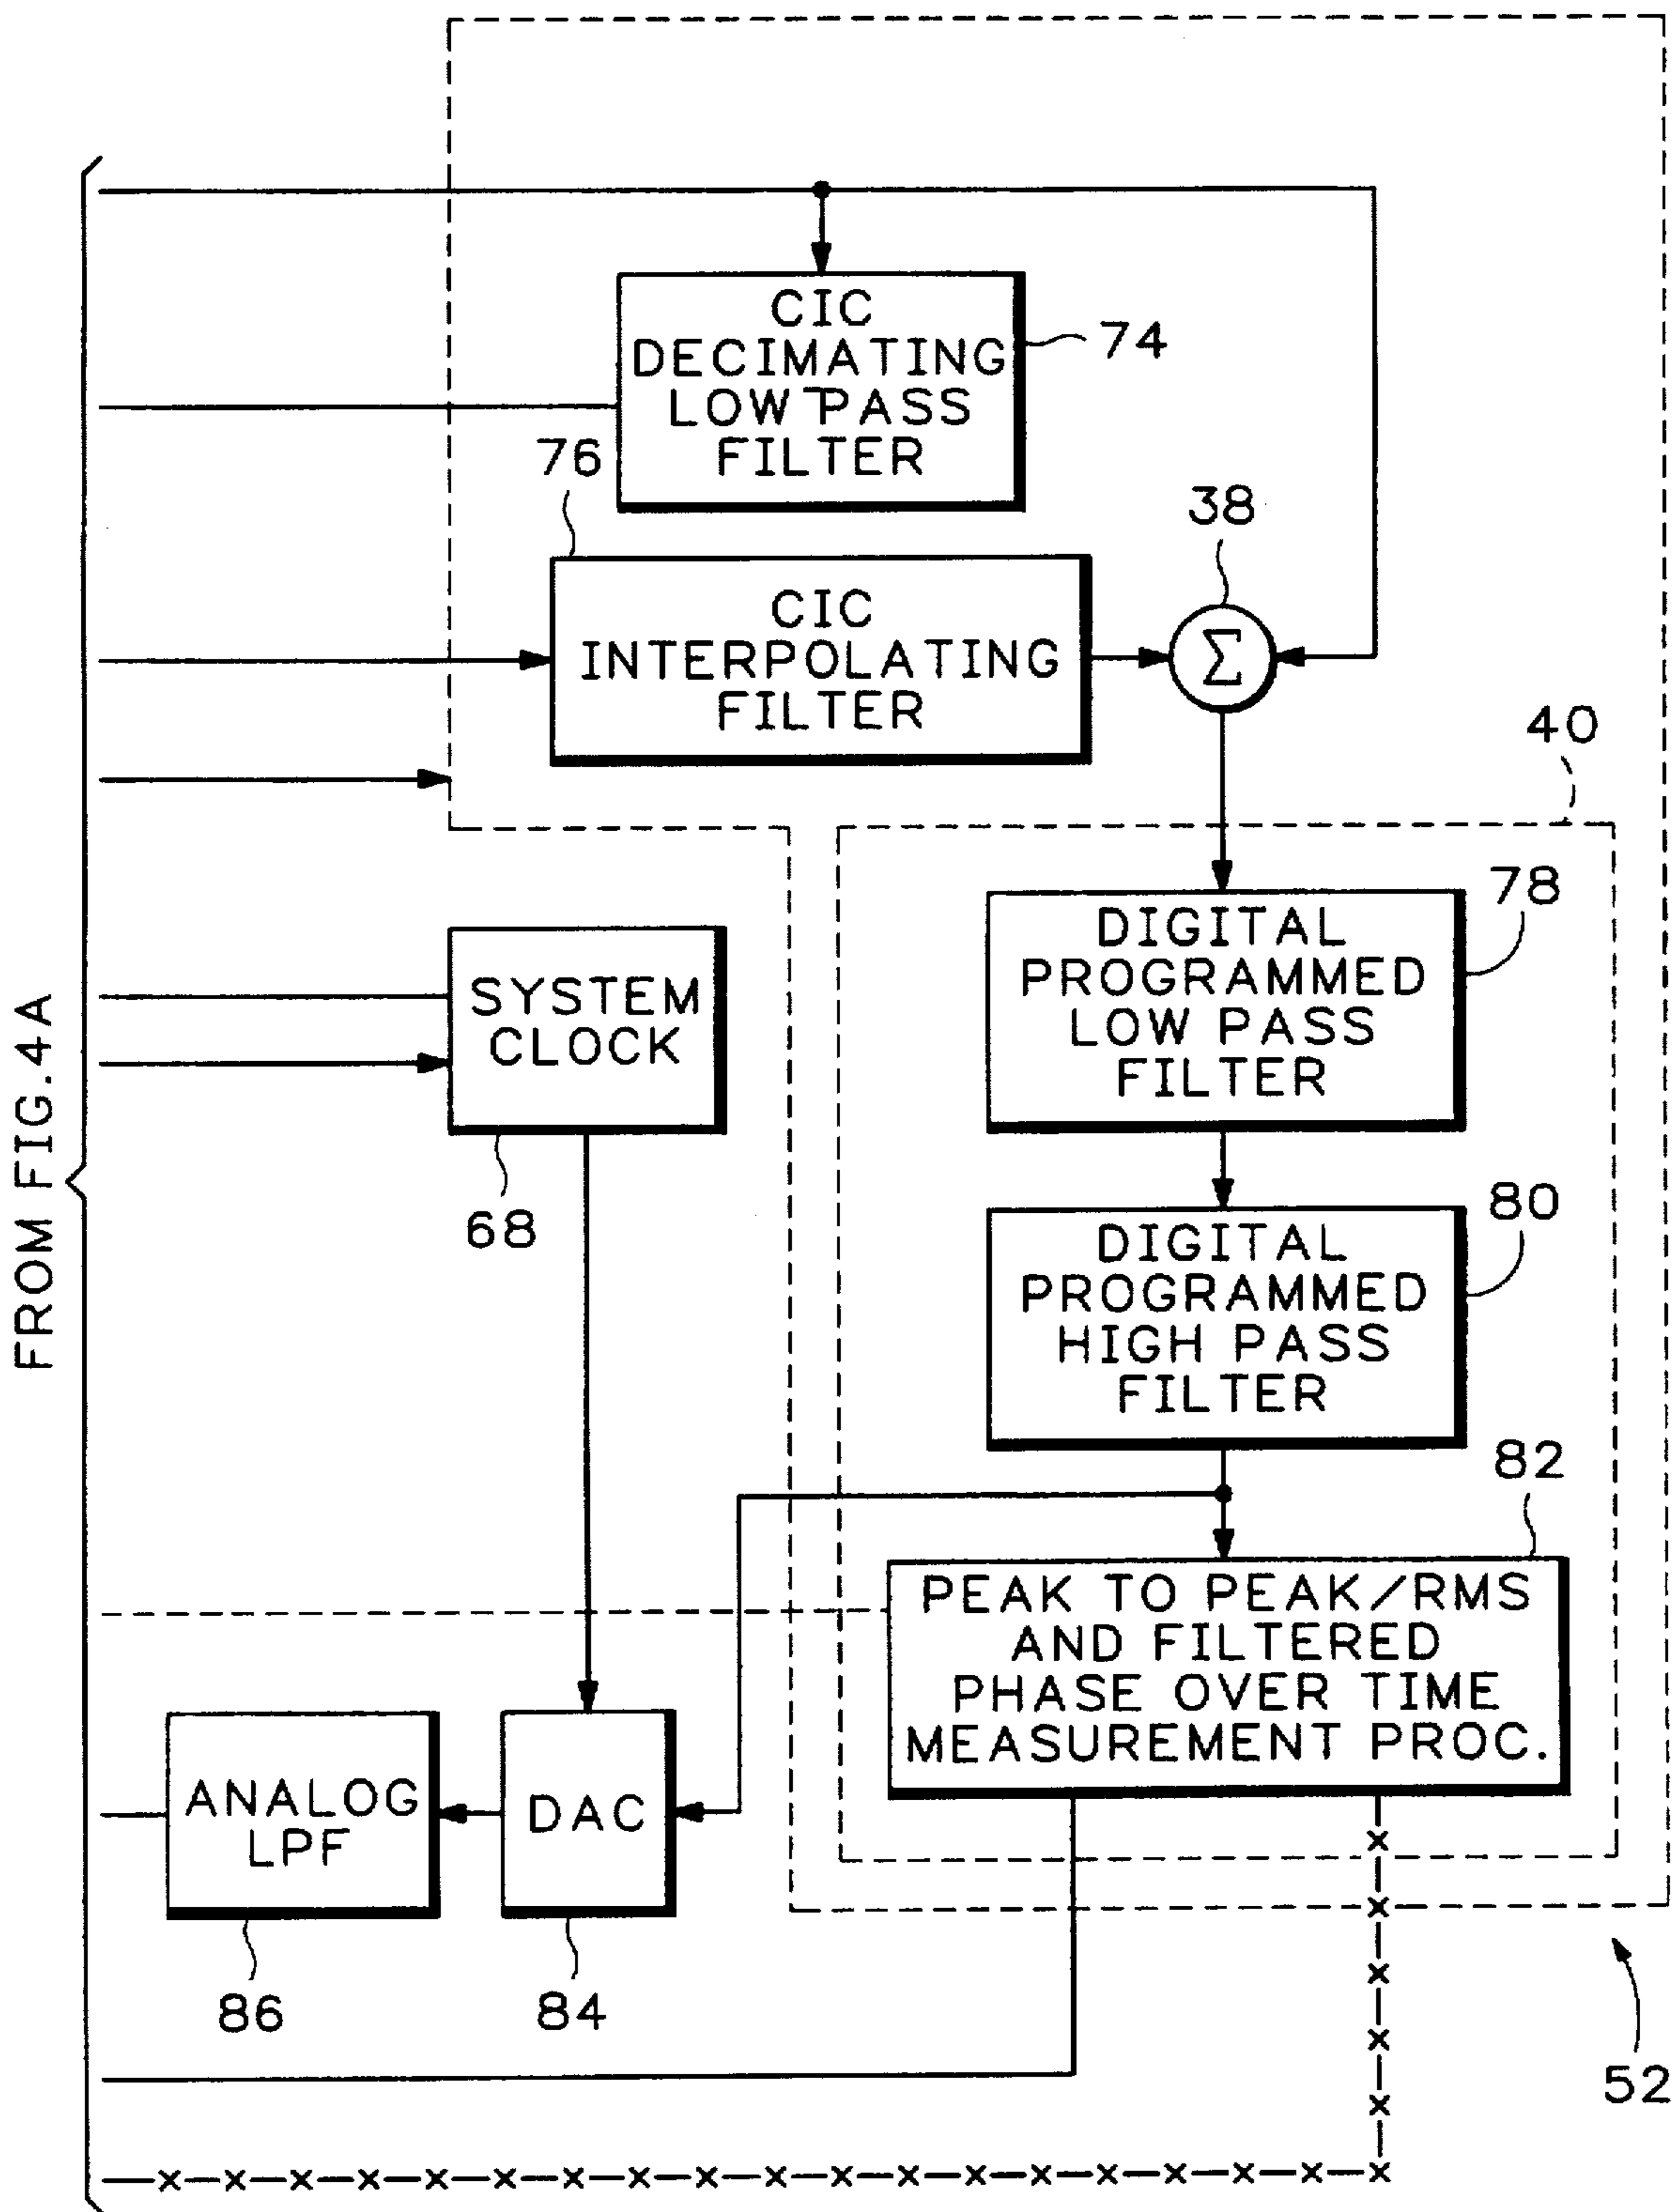 CIC
DECIMATING
LOW PASS
FILTER
74
76
CIC
INTERPOLATING
FILTER
38
Σ
40
DIGITAL
PROGRAMMED
LOW PASS
FILTER
78
SYSTEM
CLOCK
68
FROM FIG.4A
DIGITAL
PROGRAMMED
HIGH PASS
FILTER
80
82
PEAK TO PEAK/RMS
AND FILTERED
PHASE OVER TIME
MEASUREMENT PROC.
ANALOG
LPF
86
DAC
84
52